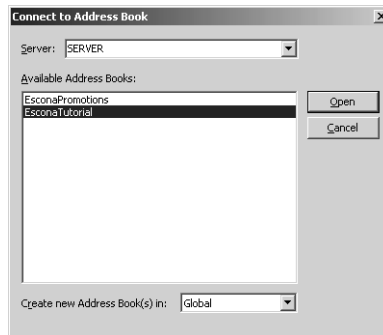 Connect to Address Book
Server: SERVER
Available Address Books:
EsconaPromotions
EsconaTutorial
Open
Cancel
Create new Address Book(s) in: Global